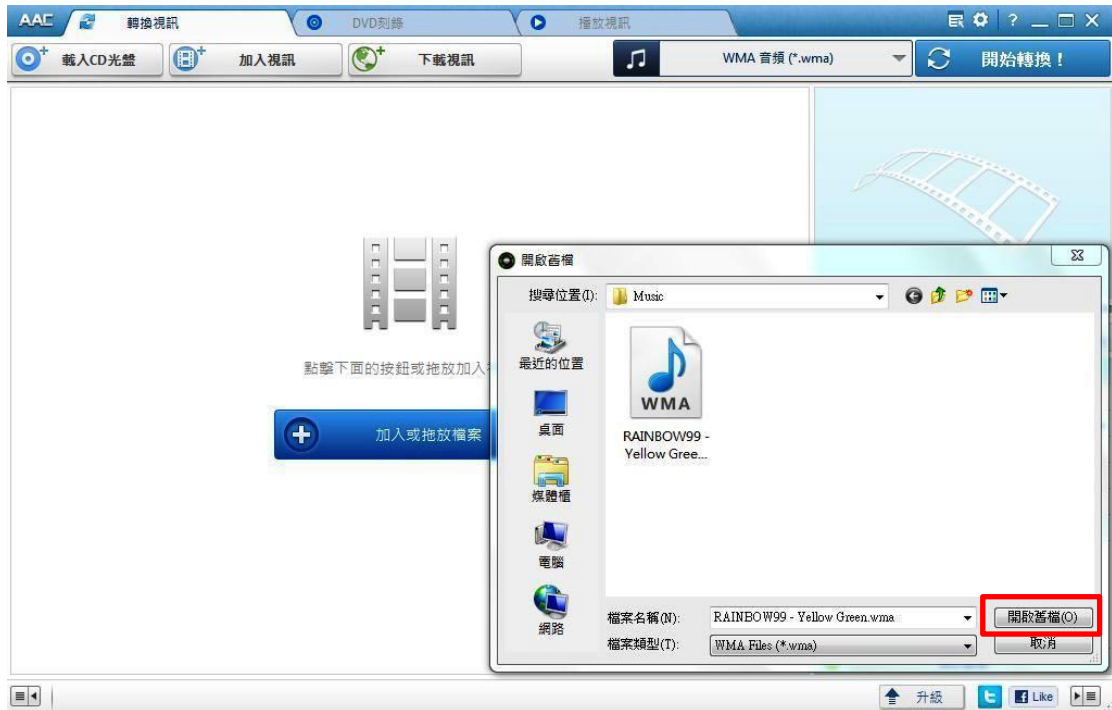 AAC 轉換視訊 DVD刻錄 播放視訊 ?
載入CD光盤 加入視訊 下載視訊 WMA 音頻 (*.wma) 開始轉換！
開啟舊檔
搜尋位置(I): Music
最近的位置
WMA
點擊下面的按鈕或拖放加入
桌面
RAINBOW99 -
Yellow Gree...
加入或拖放檔案
媒體櫃
電腦
網路
檔案名稱(N): RAINBOW99 - Yellow Green.wma 開啟舊檔(O)
檔案類型(T): WMA Files (*.wma) 取消
升級 Like